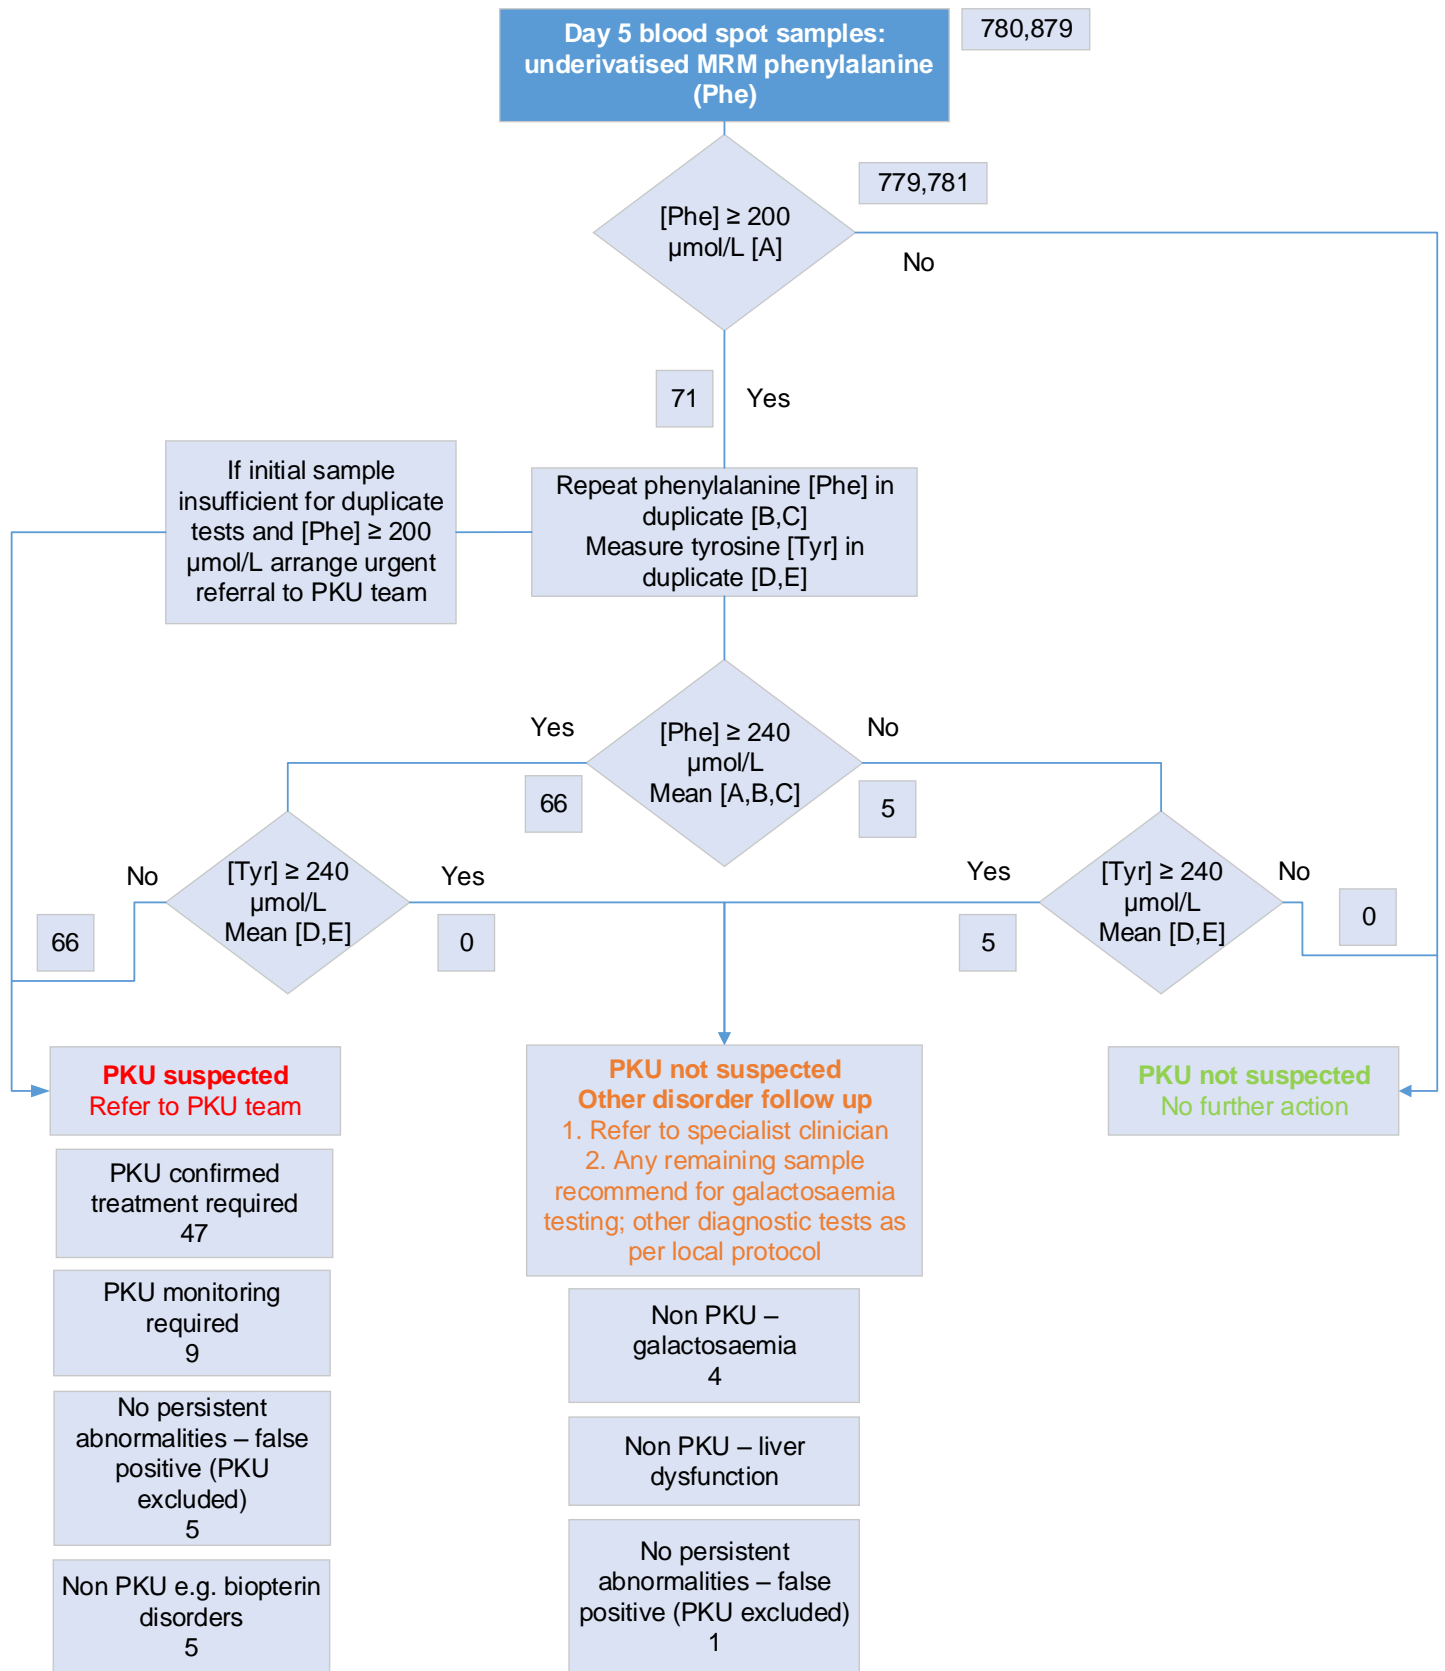 Day 5 blood spot samples:
underivatised MRM phenylalanine
(Phe)
780,879
779,781
[Phe] ≥ 200
µmol/L [A]
No
71
Yes
If initial sample
insufficient for duplicate
tests and [Phe] ≥ 200
µmol/L arrange urgent
referral to PKU team
Repeat phenylalanine [Phe] in
duplicate [B,C]
Measure tyrosine [Tyr] in
duplicate [D,E]
Yes
[Phe] ≥ 240
µmol/L
Mean [A,B,C]
No
66
5
No
[Tyr] ≥ 240
µmol/L
Mean [D,E]
Yes
66
0
Yes
[Tyr] ≥ 240
µmol/L
Mean [D,E]
No
5
0
PKU suspected
Refer to PKU team
PKU confirmed
treatment required
47
PKU monitoring
required
9
No persistent
abnormalities – false
positive (PKU
excluded)
5
Non PKU e.g. biopterin
disorders
5
PKU not suspected
Other disorder follow up
1. Refer to specialist clinician
2. Any remaining sample
recommend for galactosaemia
testing; other diagnostic tests as
per local protocol
Non PKU –
galactosaemia
4
Non PKU – liver
dysfunction
No persistent
abnormalities – false
positive (PKU excluded)
1
PKU not suspected
No further action